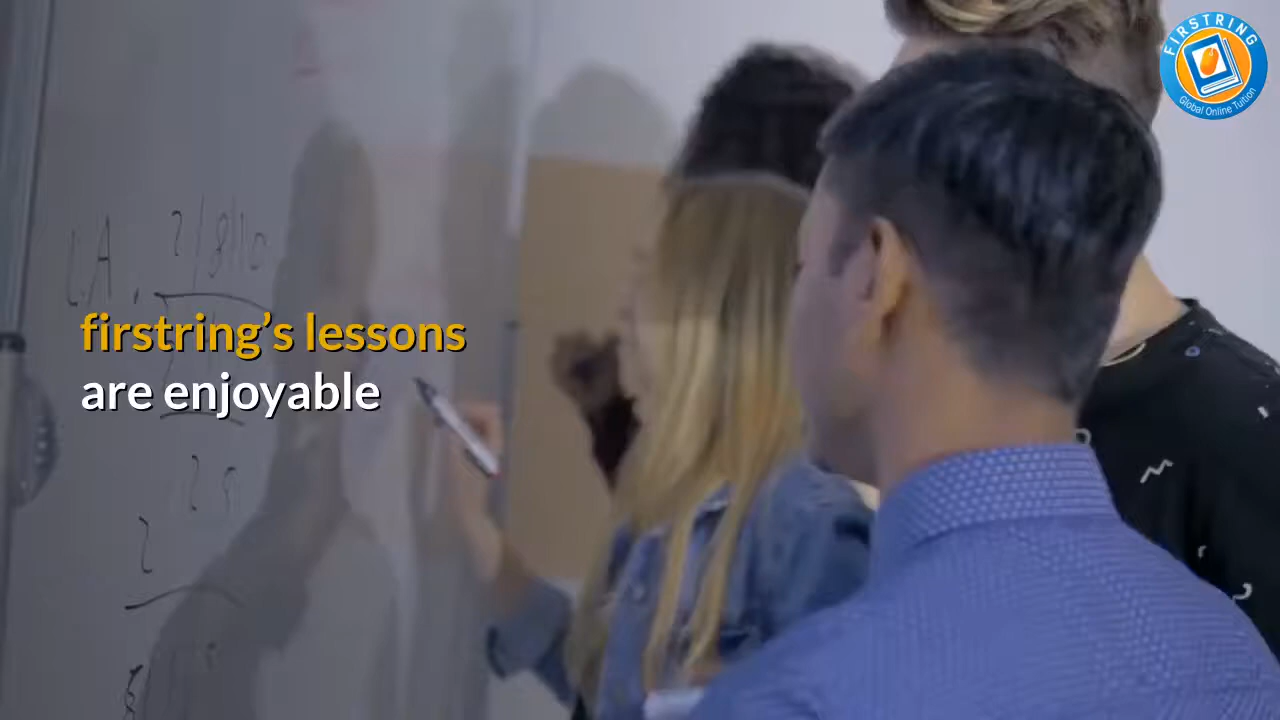 FIRSTRING
Global Online Tuition
firstring’s lessons
are enjoyable